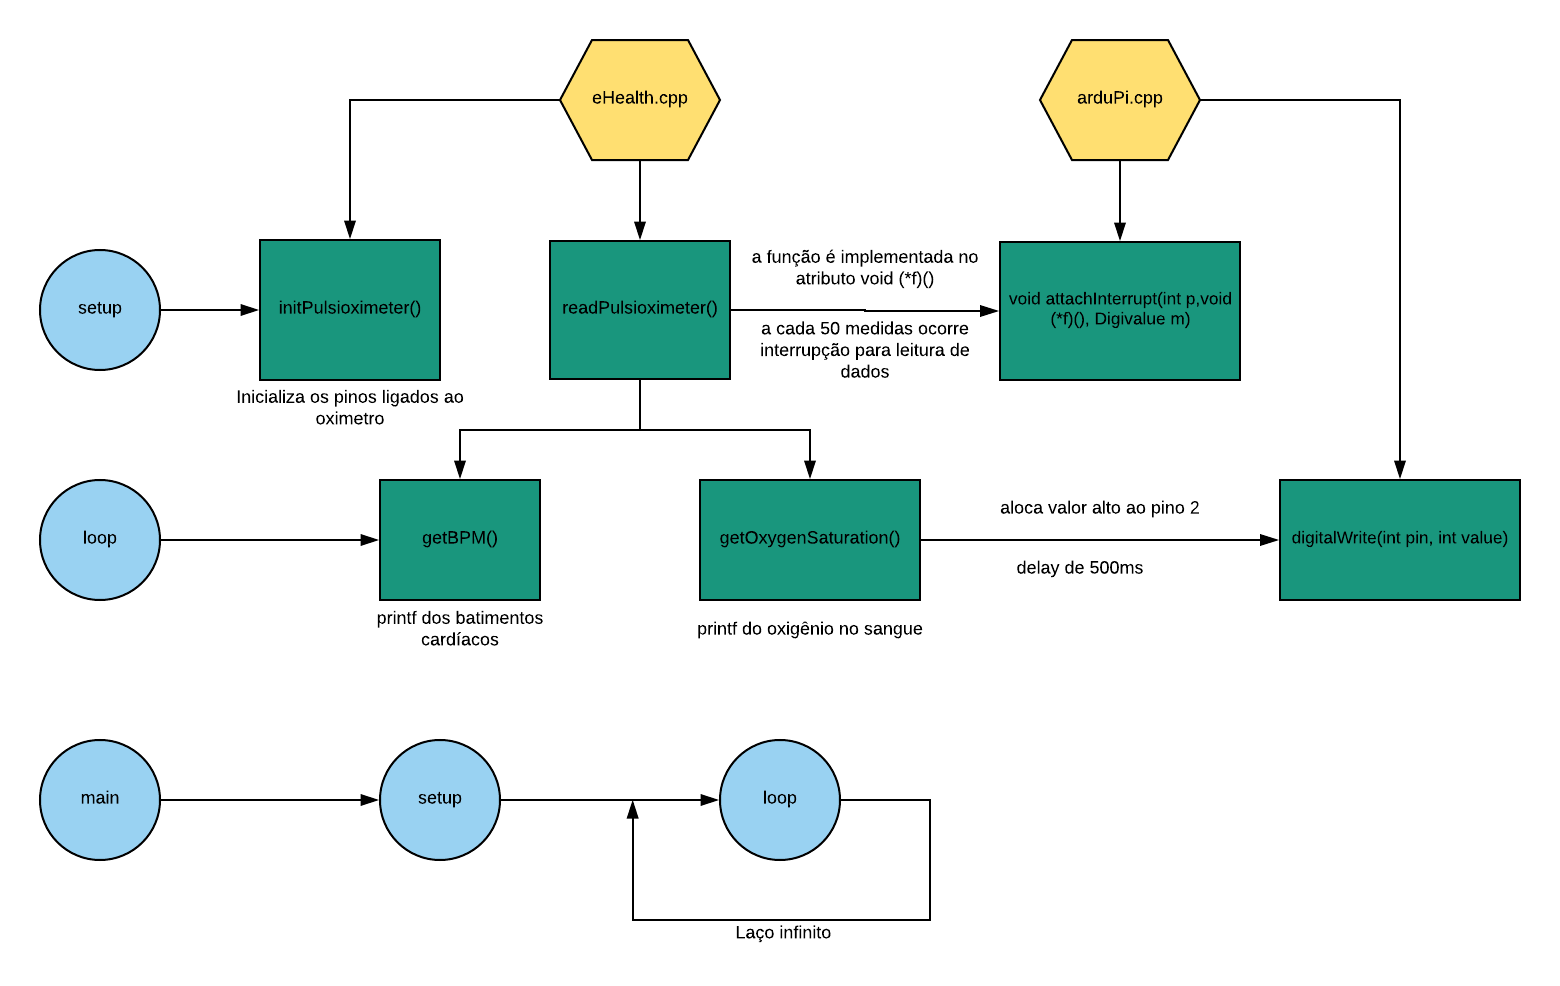 eHealth.cpp
arduPi.cpp
setup
initPulsioximeter()
readPulsioximeter()
a função é implementada no
atributo void (*f)()
a cada 50 medidas ocorre
interrupção para leitura de
dados
void attachInterrupt(int p,void
(*f)(), Digivalue m)
Inicializa os pinos ligados ao
oximetro
loop
getBPM()
getOxygenSaturation()
aloca valor alto ao pino 2
delay de 500ms
digitalWrite(int pin, int value)
printf dos batimentos
cardíacos
printf do oxigênio no sangue
main
setup
loop
Laço infinito